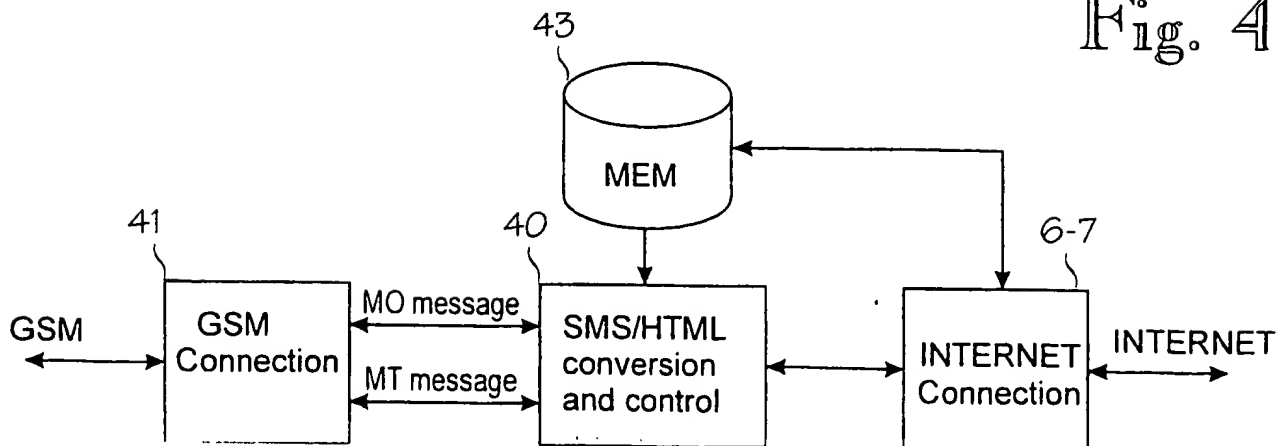 Fig. 4
43
MEM
41
40
6-7
GSM
GSM
Connection
MO message
MT message
SMS/HTML
conversion
and control
INTERNET
Connection
INTERNET